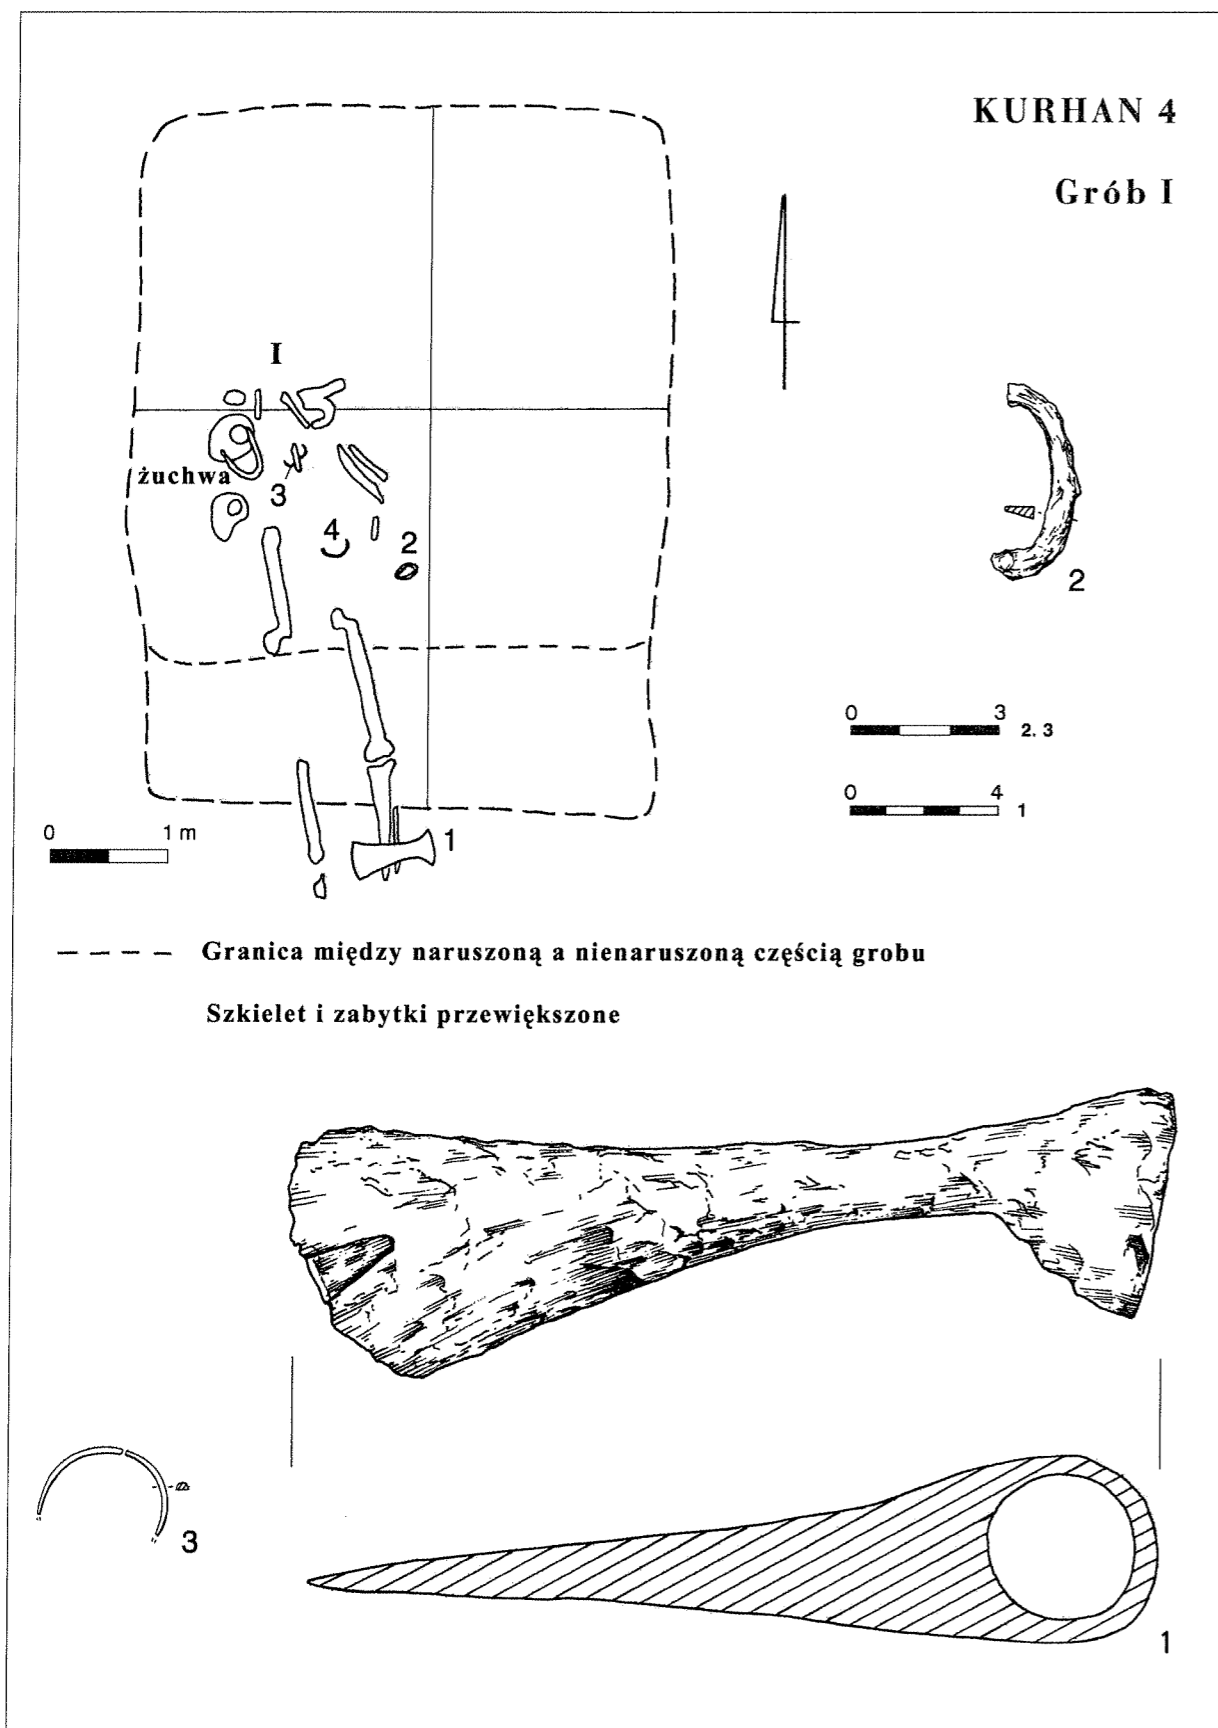 KURHAN 4
Grób I
I
żuchwa
3
4
2
2
0 3
2. 3
0 4
1
0 1 m
1
Granica między naruszoną a nienaruszoną częścią grobu
Szkielet i zabytki przewiększone
3
1